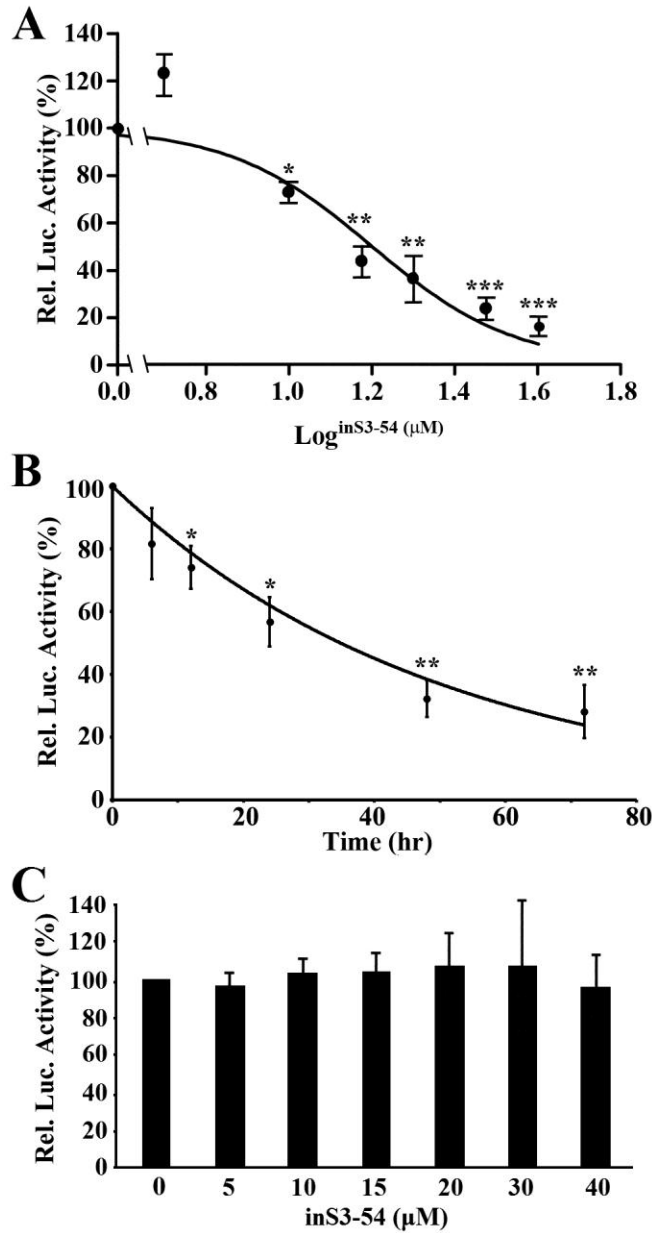 A
Rel. Luc. Activity (%)
140
120
100
80
60
40
20
0
*
**
**
***
***
0.0 0.8 1.0 1.2 1.4 1.6 1.8
Log inS3-54 (μM)
B
Rel. Luc. Activity (%)
100
80
60
40
20
0
*
*
**
**
0 20 40 60 80
Time (hr)
C
Rel. Luc. Activity (%)
140
120
100
80
60
40
20
0
0 5 10 15 20 30 40
inS3-54 (μM)